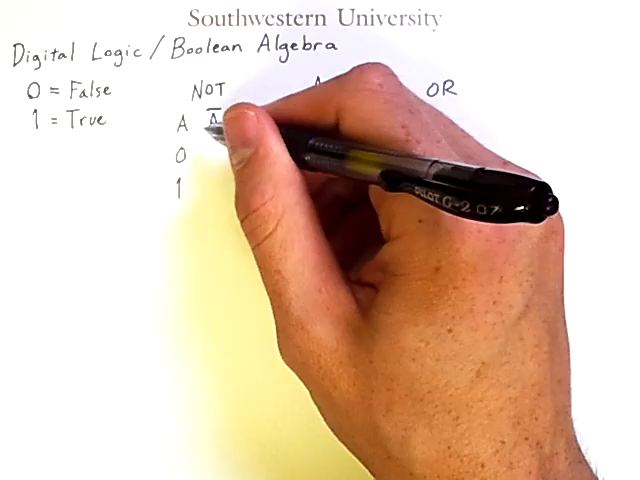 Southwestern University
Digital Logic / Boolean Algebra
0 = False NOT OR
1 = True A A̅
0
1
PILOT G-2 07